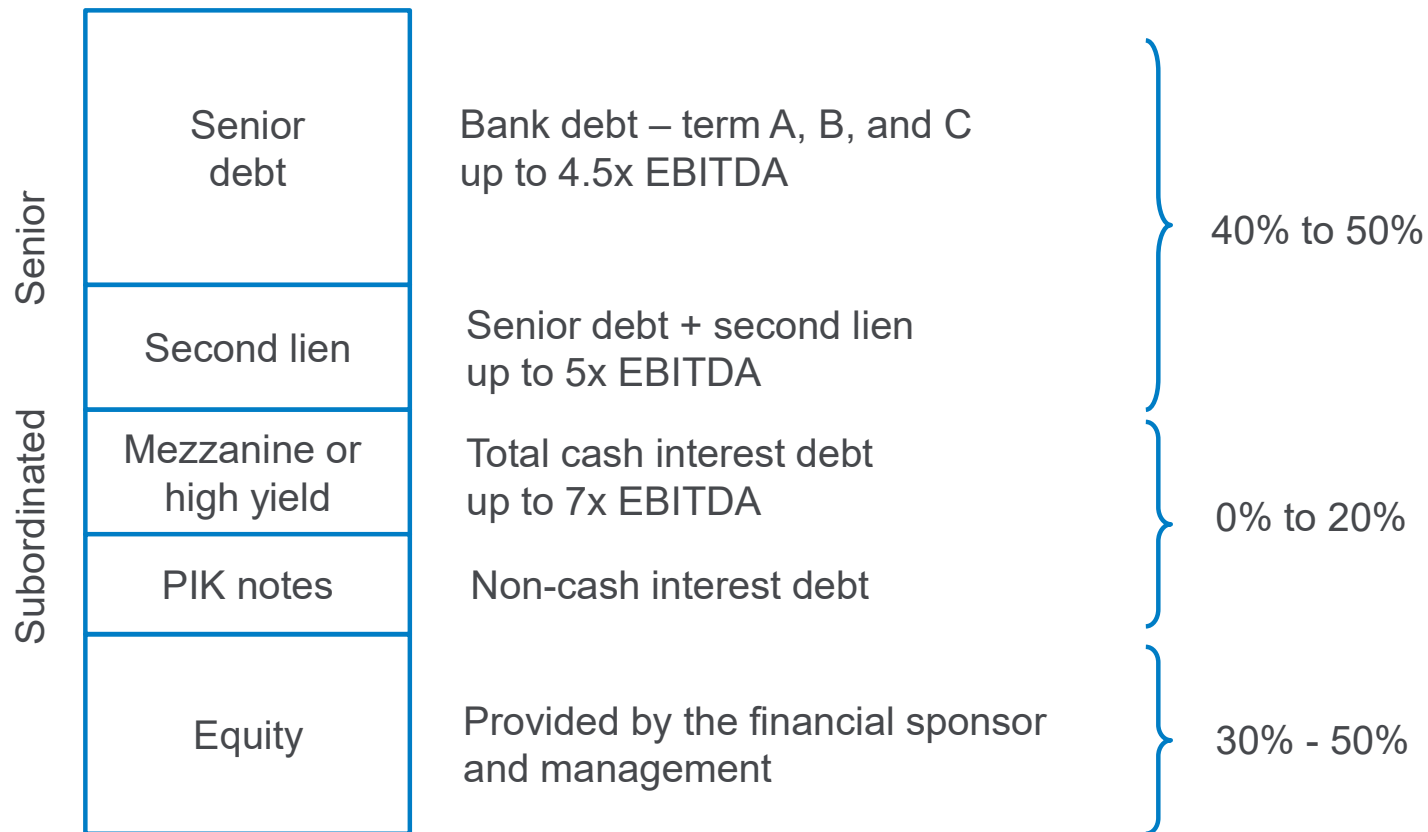 Senior
Senior
debt
Bank debt – term A, B, and C
up to 4.5x EBITDA
40% to 50%
Second lien
Senior debt + second lien
up to 5x EBITDA
Subordinated
Mezzanine or
high yield
Total cash interest debt
up to 7x EBITDA
0% to 20%
PIK notes
Non-cash interest debt
Equity
Provided by the financial sponsor
and management
30% - 50%